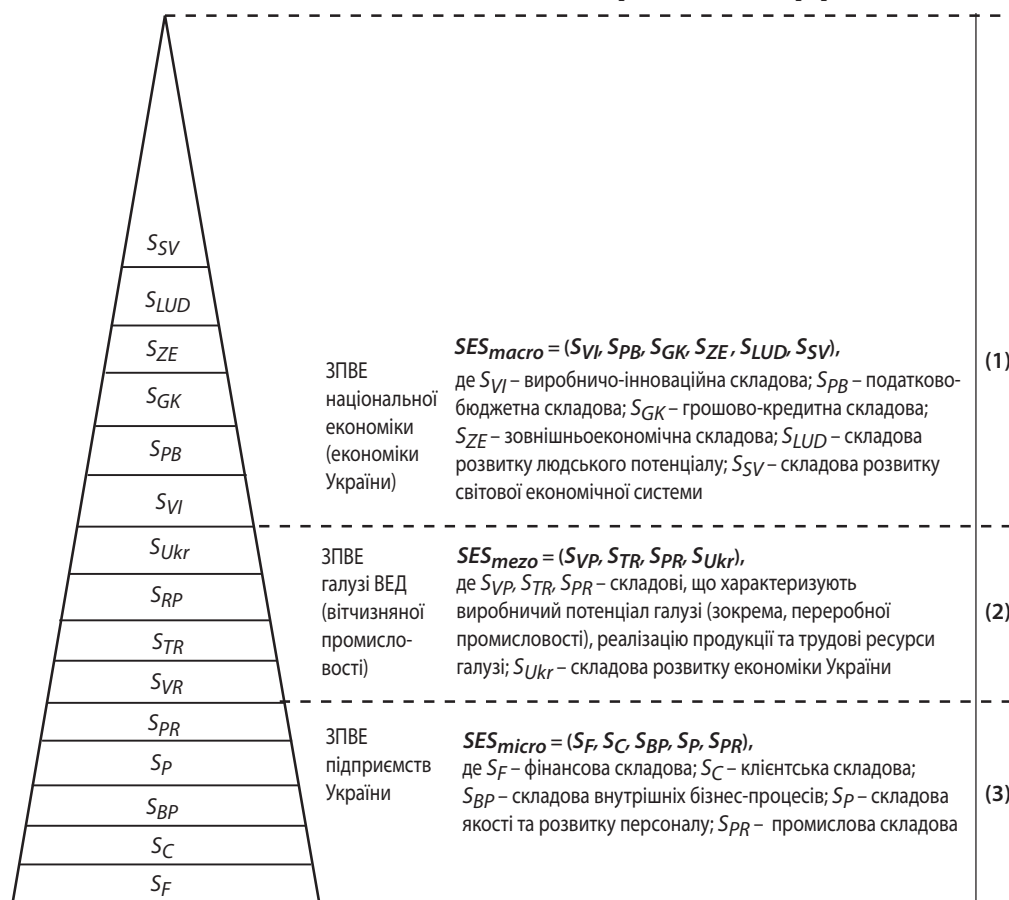 S_SV
S_LUD
S_ZE
S_GK
S_PB
S_VI
S_Ukr
S_RP
S_TR
S_VR
S_PR
S_P
S_BP
S_C
S_F
ЗПВЕ
національної
економіки
(економіки
України)
SES_macro = (S_VI, S_PB, S_GK, S_ZE , S_LUD, S_SV),
де S_VI – виробничо-інноваційна складова; S_PB – податково-
бюджетна складова; S_GK – грошово-кредитна складова;
S_ZE – зовнішньоекономічна складова; S_LUD – складова
розвитку людського потенціалу; S_SV – складова розвитку
світової економічної системи
(1)
ЗПВЕ
галузі ВЕД
(вітчизняної
промисло-
вості)
SES_mezo = (S_VP, S_TR, S_PR, S_Ukr),
де S_VP, S_TR, S_PR – складові, що характеризують
виробничий потенціал галузі (зокрема, переробної
промисловості), реалізацію продукції та трудові ресурси
галузі; S_Ukr – складова розвитку економіки України
(2)
ЗПВЕ
підприємств
України
SES_micro = (S_F, S_C, S_BP, S_P, S_PR),
де S_F – фінансова складова; S_C – клієнтська складова;
S_BP – складова внутрішніх бізнес-процесів; S_P – складова
якості та розвитку персоналу; S_PR – промислова складова
(3)